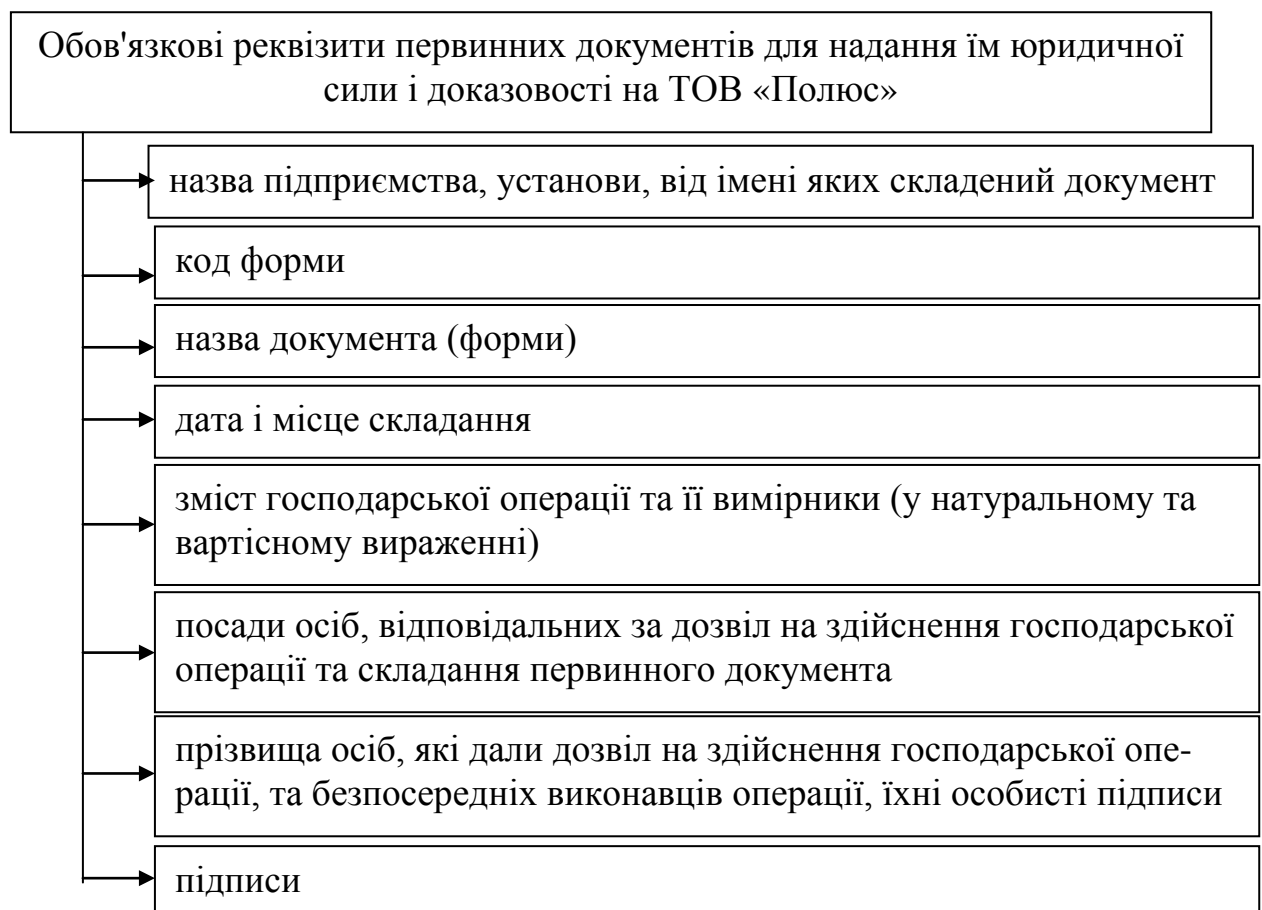 Обов'язкові реквізити первинних документів для надання їм юридичної
сили і доказовості на ТОВ «Полюс»
назва підприємства, установи, від імені яких складений документ
код форми
назва документа (форми)
дата і місце складання
зміст господарської операції та її вимірники (у натуральному та
вартісному вираженні)
посади осіб, відповідальних за дозвіл на здійснення господарської
операції та складання первинного документа
прізвища осіб, які дали дозвіл на здійснення господарської опе-
рації, та безпосередніх виконавців операції, їхні особисті підписи
підписи